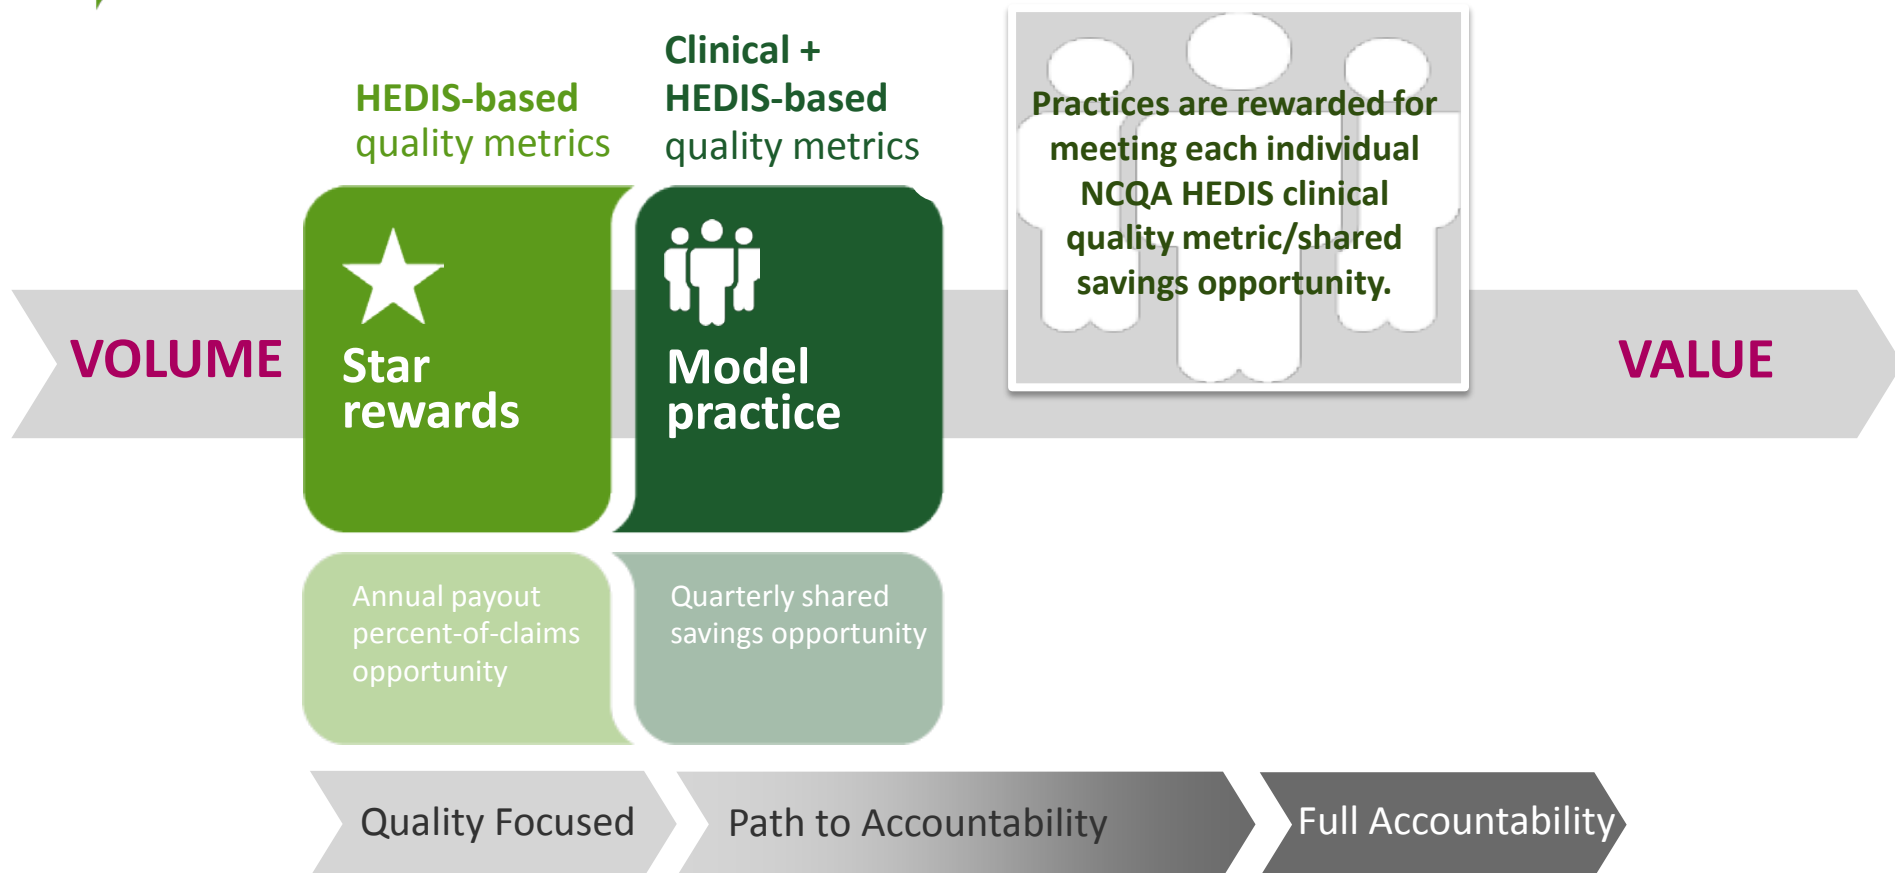 HEDIS-based
quality metrics
Clinical +
HEDIS-based
quality metrics
Practices are rewarded for
meeting each individual
NCQA HEDIS clinical
quality metric/shared
savings opportunity.
VOLUME
Star
rewards
Model
practice
VALUE
Annual payout
percent-of-claims
opportunity
Quarterly shared
savings opportunity
Quality Focused
Path to Accountability
Full Accountability